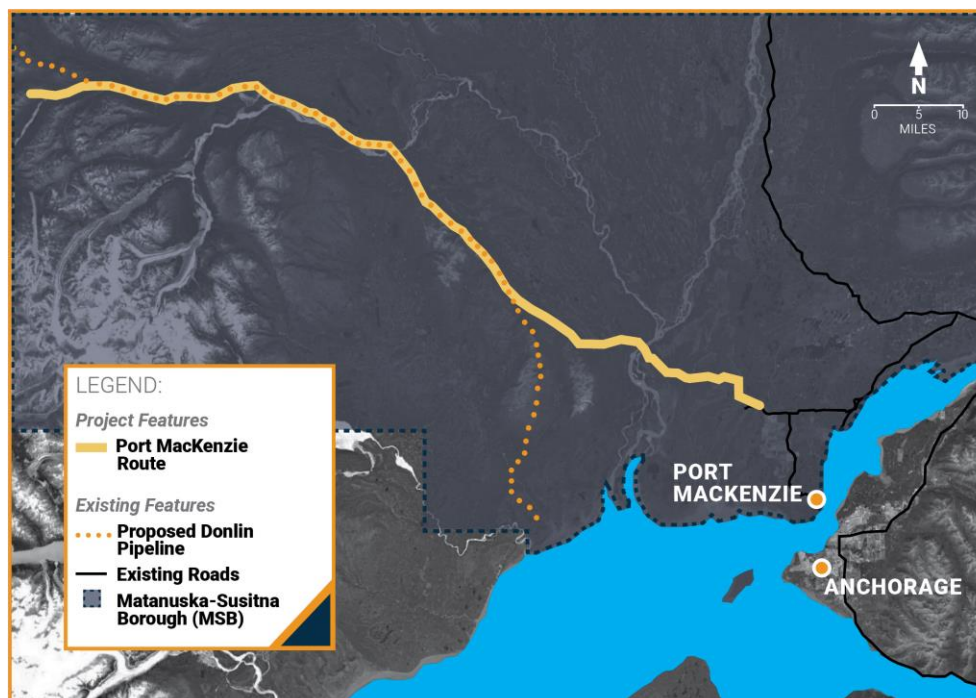 N
0 5 10
MILES
LEGEND:
Project Features
Port MacKenzie
Route
Existing Features
Proposed Donlin
Pipeline
Existing Roads
Matanuska-Susitna
Borough (MSB)
PORT
MACKENZIE
ANCHORAGE